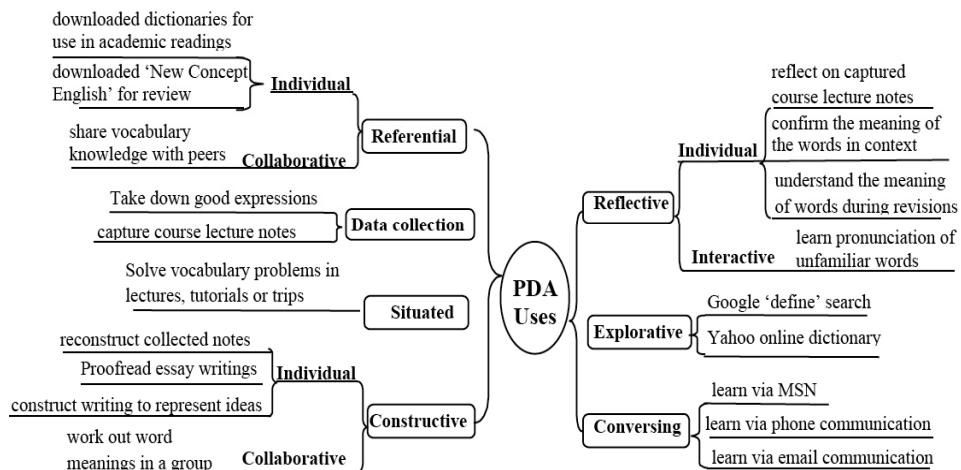 downloaded dictionaries for
use in academic readings
downloaded ‘New Concept
English’ for review
Individual
share vocabulary
knowledge with peers
Collaborative
Referential
Take down good expressions
capture course lecture notes
Data collection
Solve vocabulary problems in
lectures, tutorials or trips
Situated
reconstruct collected notes
Proofread essay writings
construct writing to represent ideas
Individual
work out word
meanings in a group
Collaborative
Constructive
PDA
Uses
Reflective
Individual
reflect on captured
course lecture notes
confirm the meaning of
the words in context
understand the meaning
of words during revisions
Interactive
learn pronunciation of
unfamiliar words
Explorative
Google ‘define’ search
Yahoo online dictionary
Conversing
learn via MSN
learn via phone communication
learn via email communication